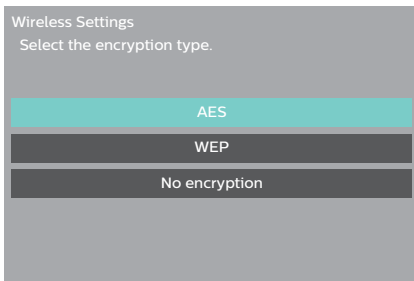 Wireless Settings
Select the encryption type.
AES
WEP
No encryption